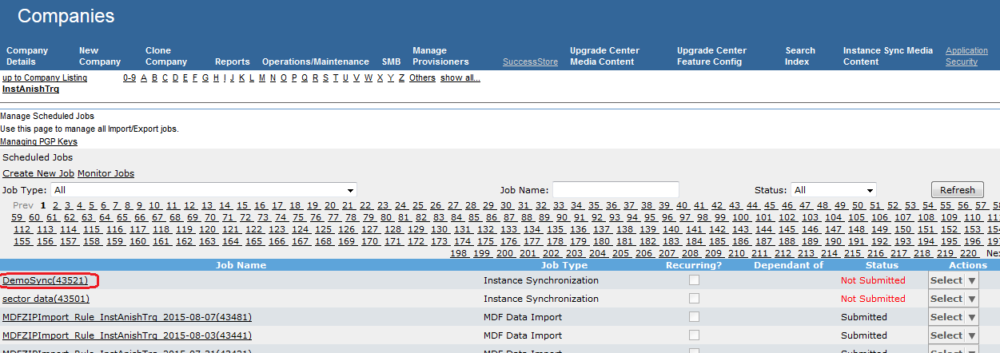 Companies
Company Details New Company Clone Company Reports Operations/Maintenance SMB Manage Provisioners SuccessStore Upgrade Center Media Content Upgrade Center Feature Config Search Index Instance Sync Media Content Application Security
up to Company Listing 0-9 A B C D E F G H I J K L M N O P Q R S T U V W X Y Z Others show all...
InstAnishTrg
Manage Scheduled Jobs
Use this page to manage all Import/Export jobs.
Managing PGP Keys
Scheduled Jobs
Create New Job Monitor Jobs
Job Type: All Job Name: Status: All Refresh
Prev 1 2 3 4 5 6 7 8 9 10 11 12 13 14 15 16 17 18 19 20 21 22 23 24 25 26 27 28 29 30 31 32 33 34 35 36 37 38 39 40 41 42 43 44 45 46 47 48 49 50 51 52 53 54 55 56 57 58
59 60 61 62 63 64 65 66 67 68 69 70 71 72 73 74 75 76 77 78 79 80 81 82 83 84 85 86 87 88 89 90 91 92 93 94 95 96 97 98 99 100 101 102 103 104 105 106 107 108 109 110
112 113 114 115 116 117 118 119 120 121 122 123 124 125 126 127 128 129 130 131 132 133 134 135 136 137 138 139 140 141 142 143 144 145 146 147 148 149 150 151 152 153
155 156 157 158 159 160 161 162 163 164 165 166 167 168 169 170 171 172 173 174 175 176 177 178 179 180 181 182 183 184 185 186 187 188 189 190 191 192 193 194 195 196
198 199 200 201 202 203 204 205 206 207 208 209 210 211 212 213 214 215 216 217 218 219 220
Job Name Job Type Recurring? Dependant of Status Actions
DemoSync(43521) Instance Synchronization Not Submitted Select
sector data(43501) Instance Synchronization Not Submitted Select
MDFZIPImport_Rule_InstAnishTrg_2015-08-07(43481) MDF Data Import Submitted Select
MDFZIPImport_Rule_InstAnishTrg_2015-08-03(43441) MDF Data Import Submitted Select